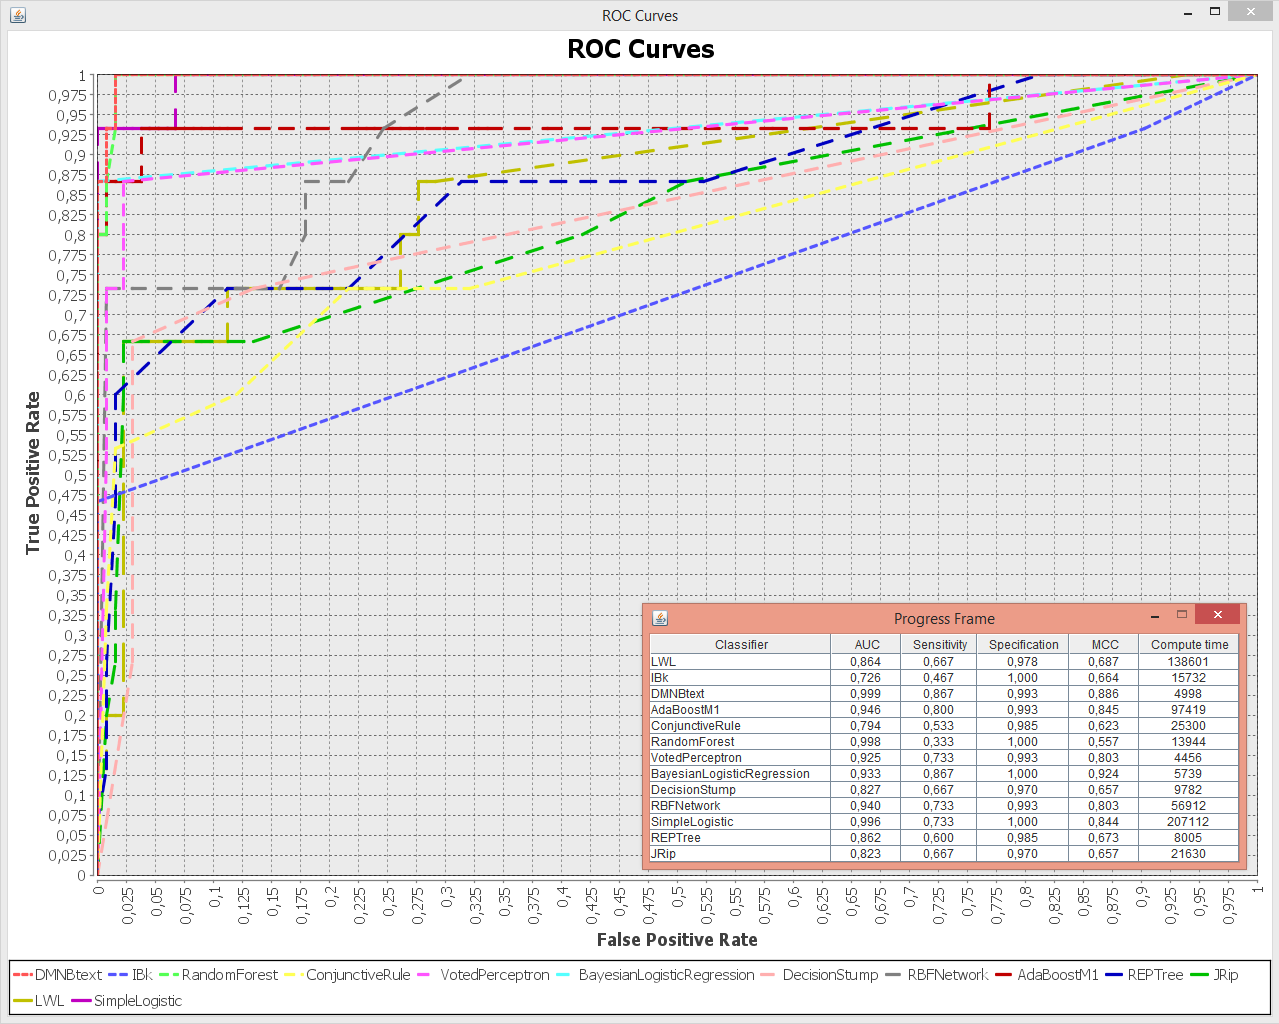 ROC Curves
ROC Curves
1
0,975
0,95
0,925
0,9
0,875
0,85
0,825
0,8
0,775
0,75
0,725
0,7
0,675
0,65
0,625
0,6
0,575
0,55
0,525
0,5
0,475
0,45
0,425
0,4
0,375
0,35
0,325
0,3
0,275
0,25
0,225
0,2
0,175
0,15
0,125
0,1
0,075
0,05
0,025
0
True Positive Rate
Progress Frame
Classifier AUC Sensitivity Specification MCC Compute time
LWL 0,864 0,667 0,978 0,687 138601
IBk 0,726 0,467 1,000 0,664 15732
DMNBtext 0,999 0,867 0,993 0,886 4998
AdaBoostM1 0,946 0,800 0,993 0,845 97419
ConjunctiveRule 0,794 0,533 0,985 0,623 25300
RandomForest 0,998 0,333 1,000 0,557 13944
VotedPerceptron 0,925 0,733 0,993 0,803 4456
BayesianLogisticRegression 0,933 0,867 1,000 0,924 5739
DecisionStump 0,827 0,667 0,970 0,657 9782
RBFNetwork 0,940 0,733 0,993 0,803 56912
SimpleLogistic 0,996 0,733 1,000 0,844 207112
REPTree 0,862 0,600 0,985 0,673 8005
JRip 0,823 0,667 0,970 0,657 21630
0 0,025 0,05 0,075 0,1 0,125 0,15 0,175 0,2 0,225 0,25 0,275 0,3 0,325 0,35 0,375 0,4 0,425 0,45 0,475 0,5 0,525 0,55 0,575 0,6 0,625 0,65 0,675 0,7 0,725 0,75 0,775 0,8 0,825 0,85 0,875 0,9 0,925 0,95 0,975 1
False Positive Rate
DMNBtext IBk RandomForest ConjunctiveRule VotedPerceptron BayesianLogisticRegression DecisionStump RBFNetwork AdaBoostM1 REPTree JRip
LWL SimpleLogistic